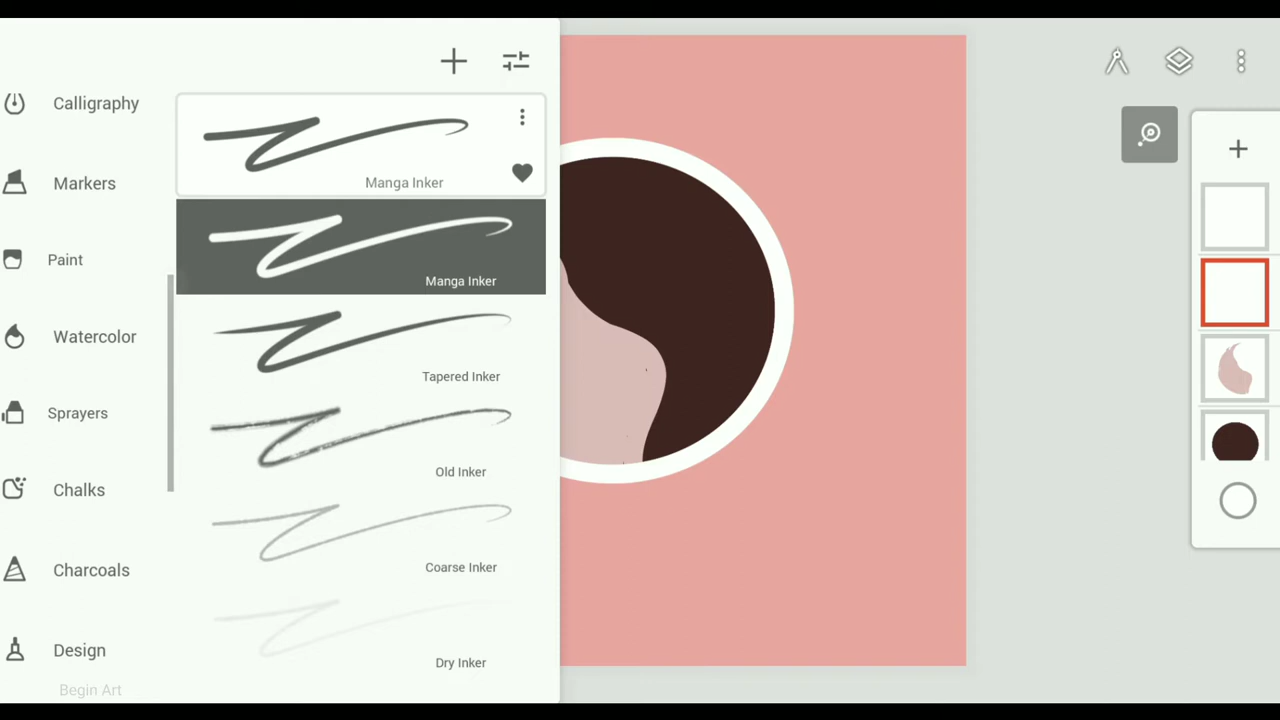 Calligraphy
Markers
Paint
Watercolor
Sprayers
Chalks
Charcoals
Design
Begin Art
Manga Inker
Manga Inker
Tapered Inker
Old Inker
Coarse Inker
Dry Inker